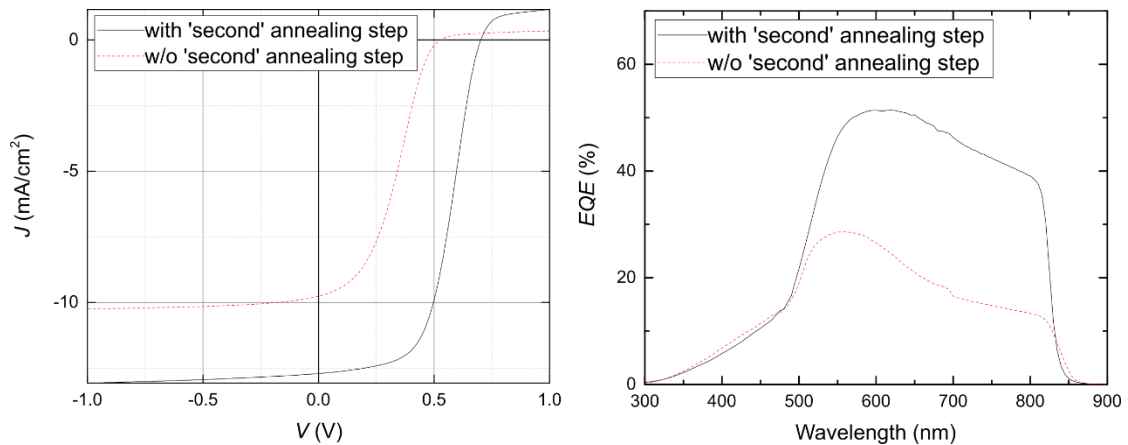 with 'second' annealing step
w/o 'second' annealing step
0
-5
-10
J (mA/cm²)
-1.0
-0.5
0.0
0.5
1.0
V (V)
with 'second' annealing step
w/o 'second' annealing step
60
40
20
0
EQE (%)
300
400
500
600
700
800
900
Wavelength (nm)